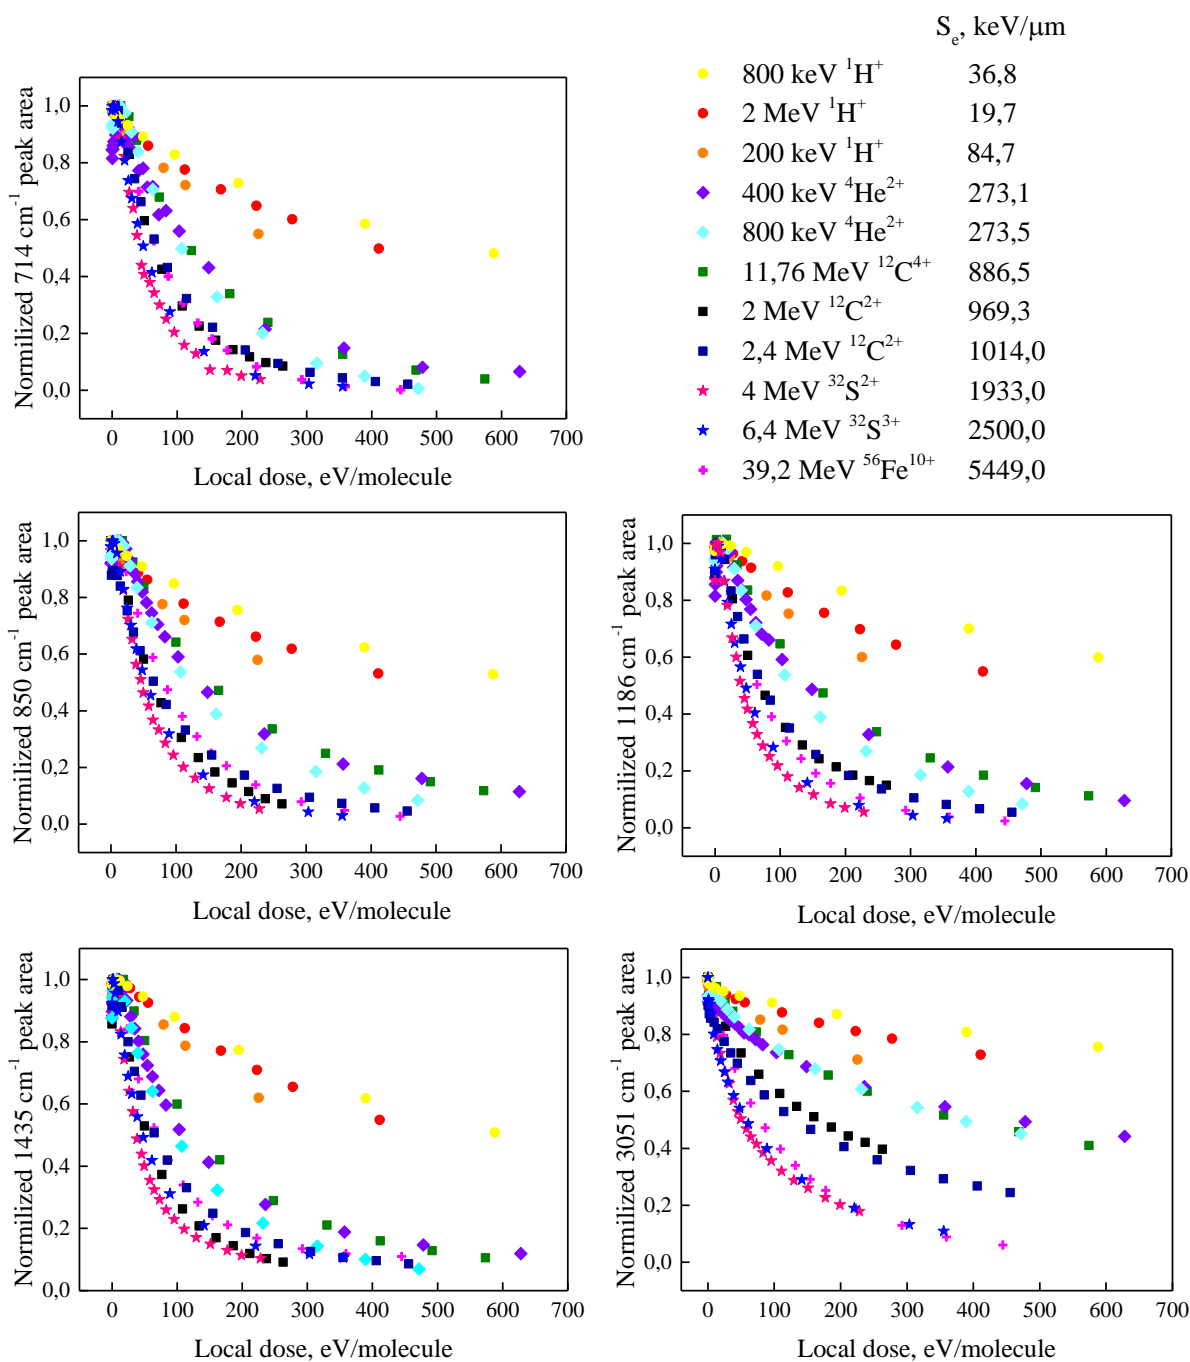 S_e, keV/μm
800 keV ¹H⁺ 36,8
2 MeV ¹H⁺ 19,7
200 keV ¹H⁺ 84,7
400 keV ⁴He²⁺ 273,1
800 keV ⁴He²⁺ 273,5
11,76 MeV ¹²C⁴⁺ 886,5
2 MeV ¹²C²⁺ 969,3
2,4 MeV ¹²C²⁺ 1014,0
4 MeV ³²S²⁺ 1933,0
6,4 MeV ³²S³⁺ 2500,0
39,2 MeV ⁵⁶Fe¹⁰⁺ 5449,0
Normilized 714 cm⁻¹ peak area
1,0
0,8
0,6
0,4
0,2
0,0
0 100 200 300 400 500 600 700
Local dose, eV/molecule
Normilized 850 cm⁻¹ peak area
1,0
0,8
0,6
0,4
0,2
0,0
0 100 200 300 400 500 600 700
Local dose, eV/molecule
Normilized 1186 cm⁻¹ peak area
1,0
0,8
0,6
0,4
0,2
0,0
0 100 200 300 400 500 600 700
Local dose, eV/molecule
Normilized 1435 cm⁻¹ peak area
1,0
0,8
0,6
0,4
0,2
0,0
0 100 200 300 400 500 600 700
Local dose, eV/molecule
Normilized 3051 cm⁻¹ peak area
1,0
0,8
0,6
0,4
0,2
0,0
0 100 200 300 400 500 600 700
Local dose, eV/molecule